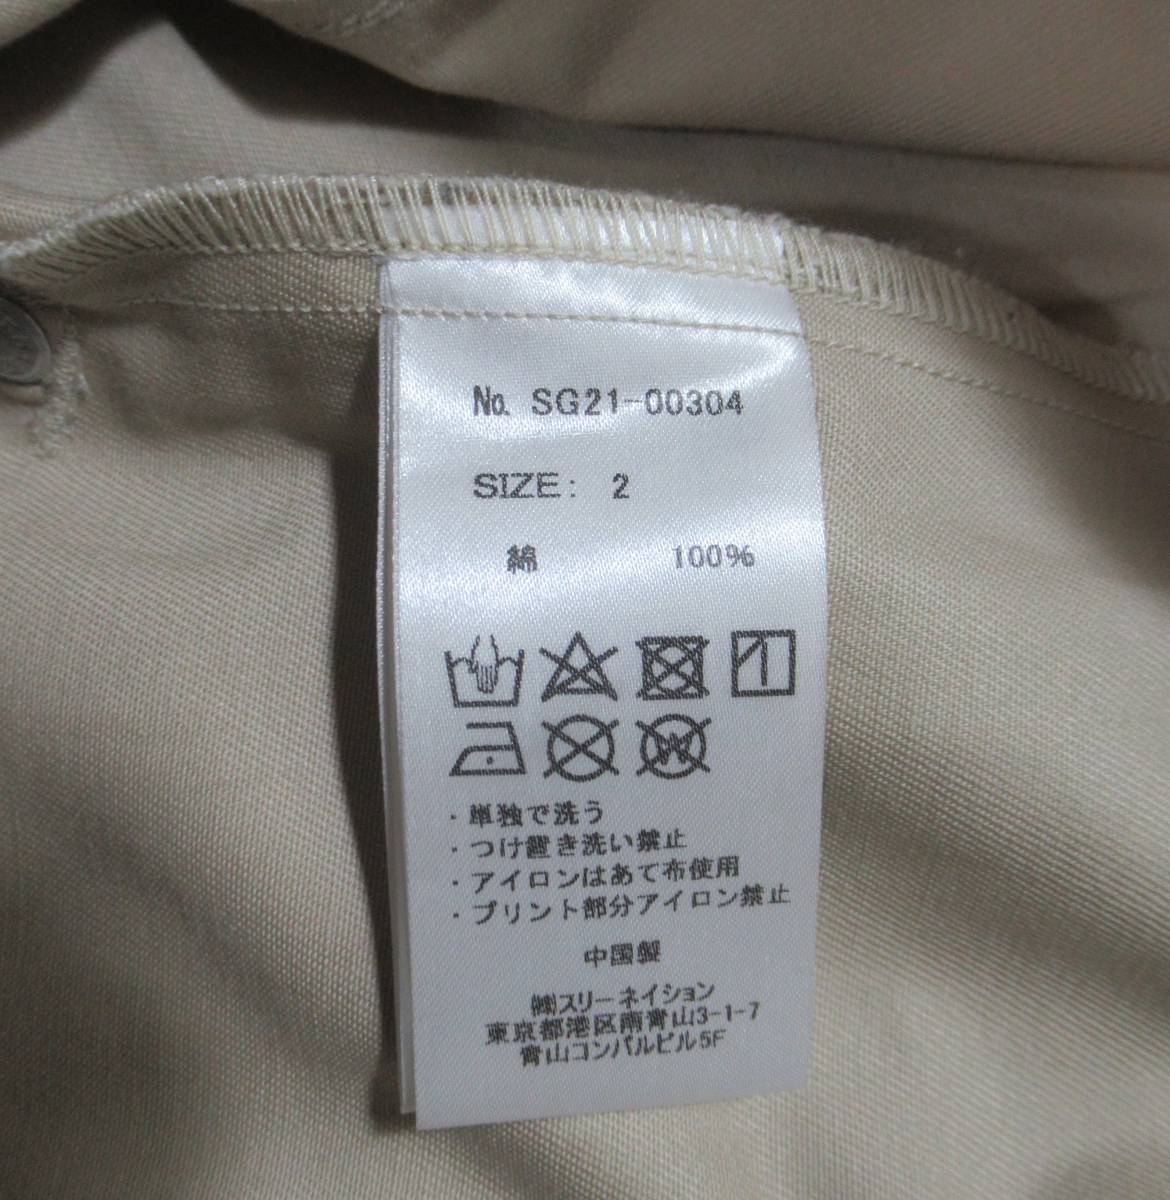 № SG21-00304
SIZE: 2
綿 100%
・単独で洗う
・つけ置き洗い禁止
・アイロンはあて布使用
・プリント部分アイロン禁止
中国製
㈱スリーネイション
東京都港区南青山3-1-7
青山コンパルビル5F